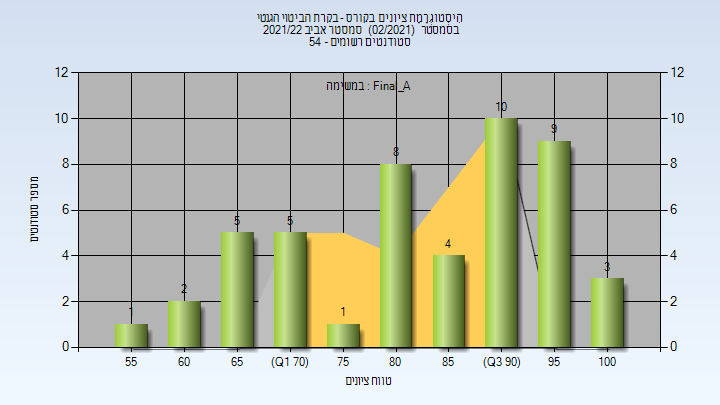 הִיסְטוֹגְרָמַת ציונים בקורס - בקרת הביטוי הגנטי
בסמסטר (02/2021) סמסטר אביב 2021/22
סטודנטים רשומים - 54
במשימה : Final_A
12 12
10 10
8 8
6 6
4 4
2 2
0 0
1 2 5 5 1 8 4 10 9 3
מספר סטודנטים
55 60 65 (Q1 70) 75 80 85 (Q3 90) 95 100
טווח ציונים